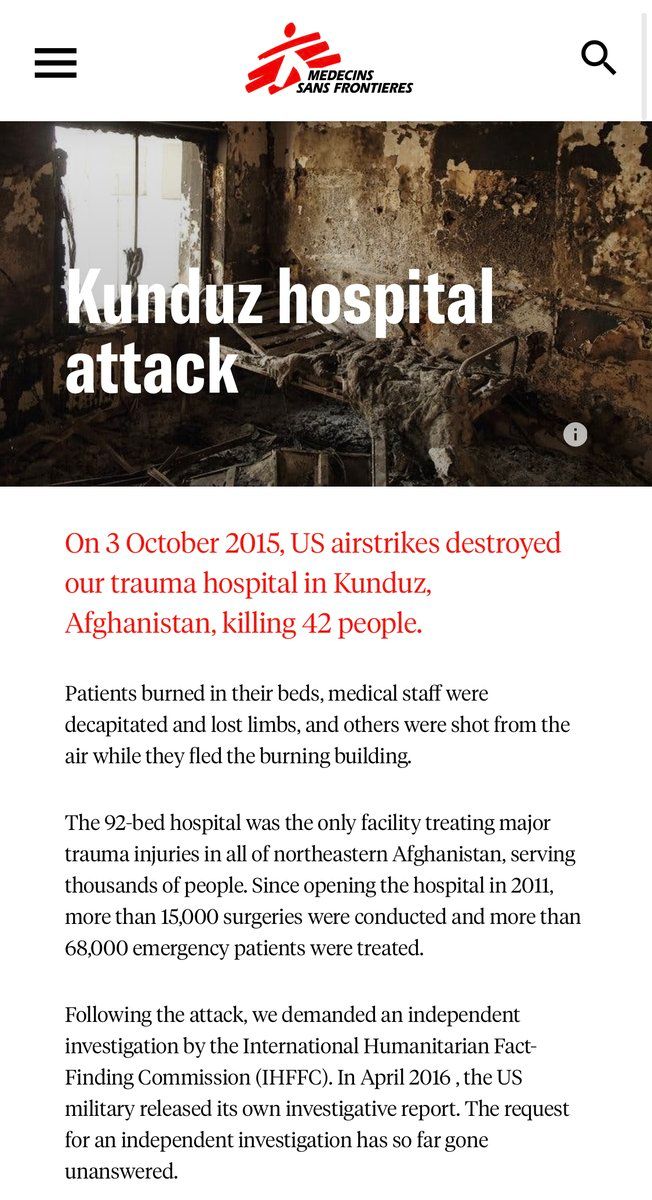 MEDECINS
SANS FRONTIERES
Kunduz hospital
attack
On 3 October 2015, US airstrikes destroyed
our trauma hospital in Kunduz,
Afghanistan, killing 42 people.
Patients burned in their beds, medical staff were
decapitated and lost limbs, and others were shot from the
air while they fled the burning building.
The 92-bed hospital was the only facility treating major
trauma injuries in all of northeastern Afghanistan, serving
thousands of people. Since opening the hospital in 2011,
more than 15,000 surgeries were conducted and more than
68,000 emergency patients were treated.
Following the attack, we demanded an independent
investigation by the International Humanitarian Fact-
Finding Commission (IHFFC). In April 2016 , the US
military released its own investigative report. The request
for an independent investigation has so far gone
unanswered.